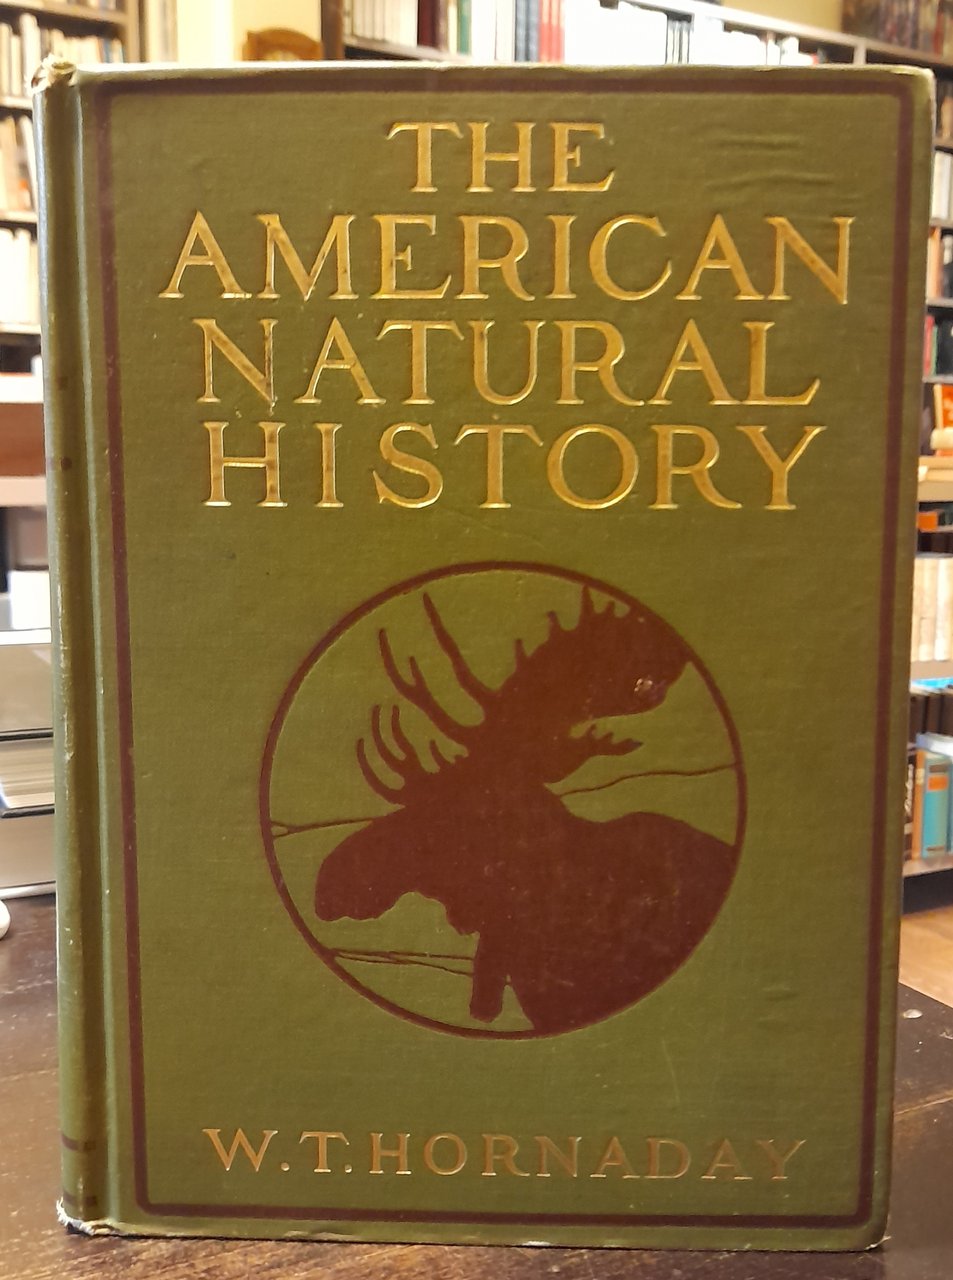 THE
AMERICAN
NATURAL
HISTORY
W.T.HORNADAY